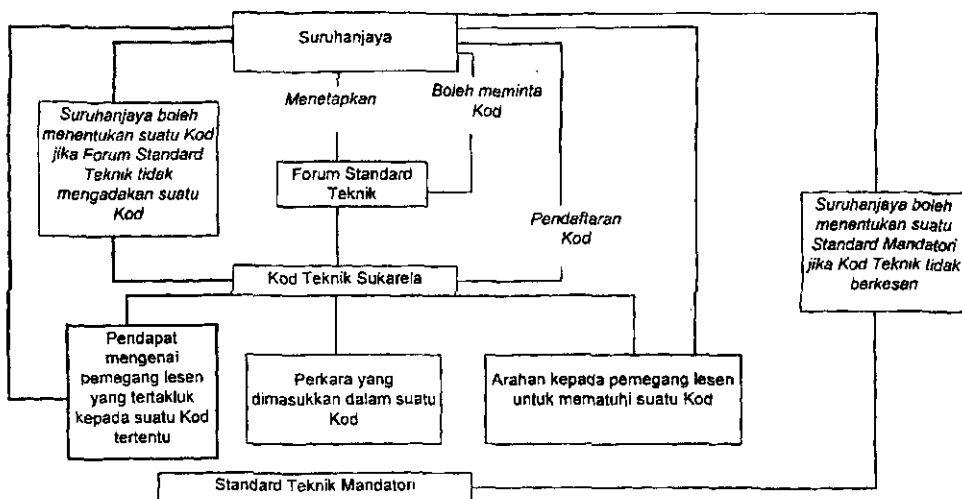 Suruhanjaya
Menetapkan
Boleh meminta
Kod
Suruhanjaya boleh
menentukan suatu Kod
jika Forum Standard
Teknik tidak
mengadakan suatu
Kod
Forum Standard
Teknik
Pendaftaran
Kod
Suruhanjaya boleh
menentukan suatu
Standard Mandatori
jika Kod Teknik tidak
berkesan
Kod Teknik Sukarela
Pendapat
mengenai
pemegang lesen
yang tertakluk
kepada suatu Kod
tertentu
Perkara yang
dimasukkan dalam suatu
Kod
Arahan kepada pemegang lesen
untuk mematuhi suatu Kod
Standard Teknik Mandatori